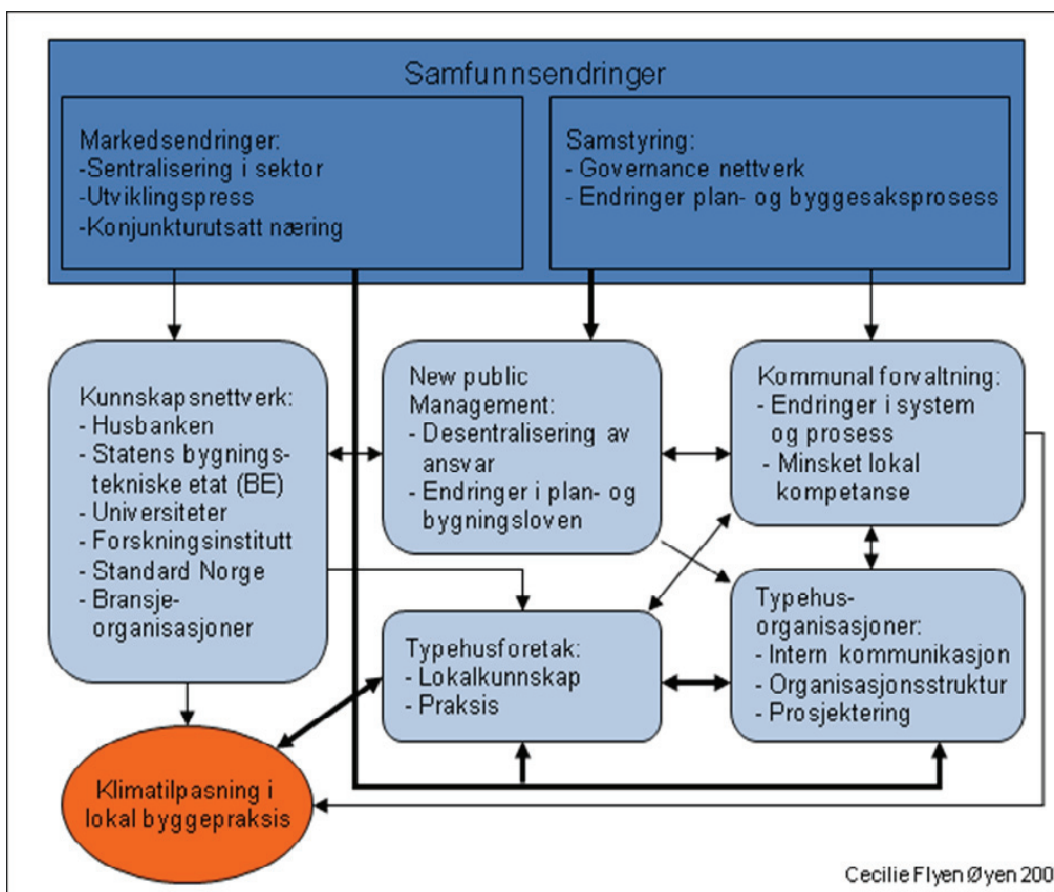 Samfunnsendringer
Markedsendringer:
-Sentralisering i sektor
-Utviklingspress
-Konjunkturutsatt næring
Samstyring:
- Governance nettverk
- Endringer plan- og byggesaksprosess
Kunnskapsnettverk:
- Husbanken
- Statens bygnings-
tekniske etat (BE)
- Universiteter
- Forskningsinstitutt
- Standard Norge
- Bransje-
organisasjoner
New public
Management:
- Desentralisering av
ansvar
- Endringer i plan- og
bygningsloven
Kommunal forvaltning:
- Endringer i system
og prosess
- Minsket lokal
kompetanse
Typehusforetak:
- Lokalkunnskap
- Praksis
Typehus-
organisasjoner:
- Intern kommunikasjon
- Organisasjonsstruktur
- Prosjektering
Klimatilpasning i
lokal byggepraksis
Cecilie Flyen Øyen 200